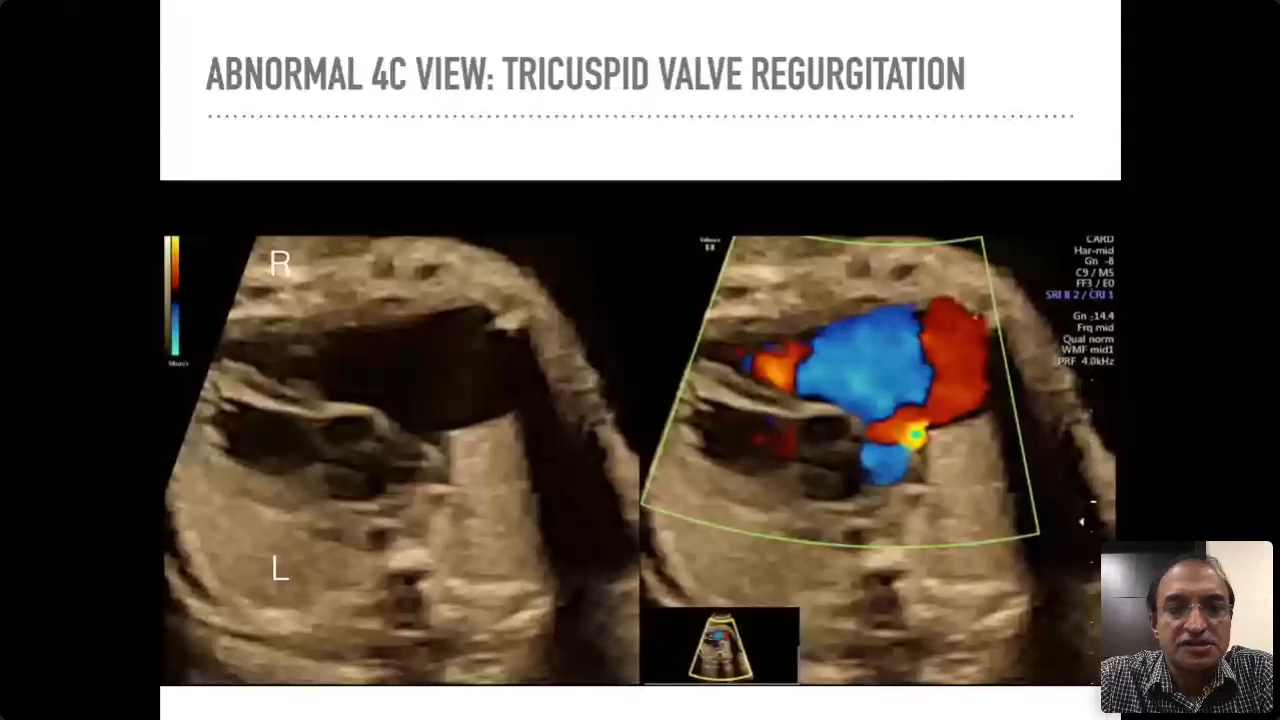 ABNORMAL 4C VIEW: TRICUSPID VALVE REGURGITATION
R
L
CARD
Har-mid
Gn -8
C9 / M5
FF3 / E0
SRI II 2 / CRI 1
Gn -14.4
Frq mid
Qual norm
WMF mid1
PRF 4.0kHz